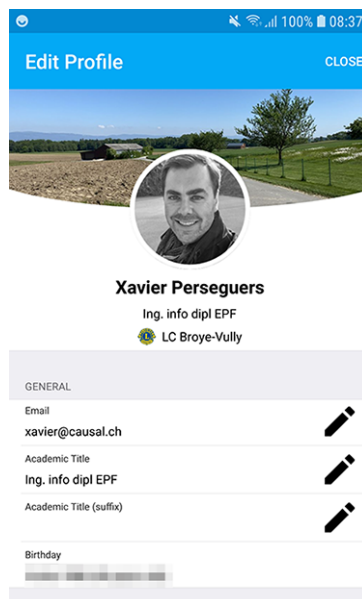 100% 08:37
Edit Profile
CLOSE
Xavier Perseguers
Ing. info dipl EPF
LC Broye-Vully
GENERAL
Email
xavier@causal.ch
Academic Title
Ing. info dipl EPF
Academic Title (suffix)
Birthday